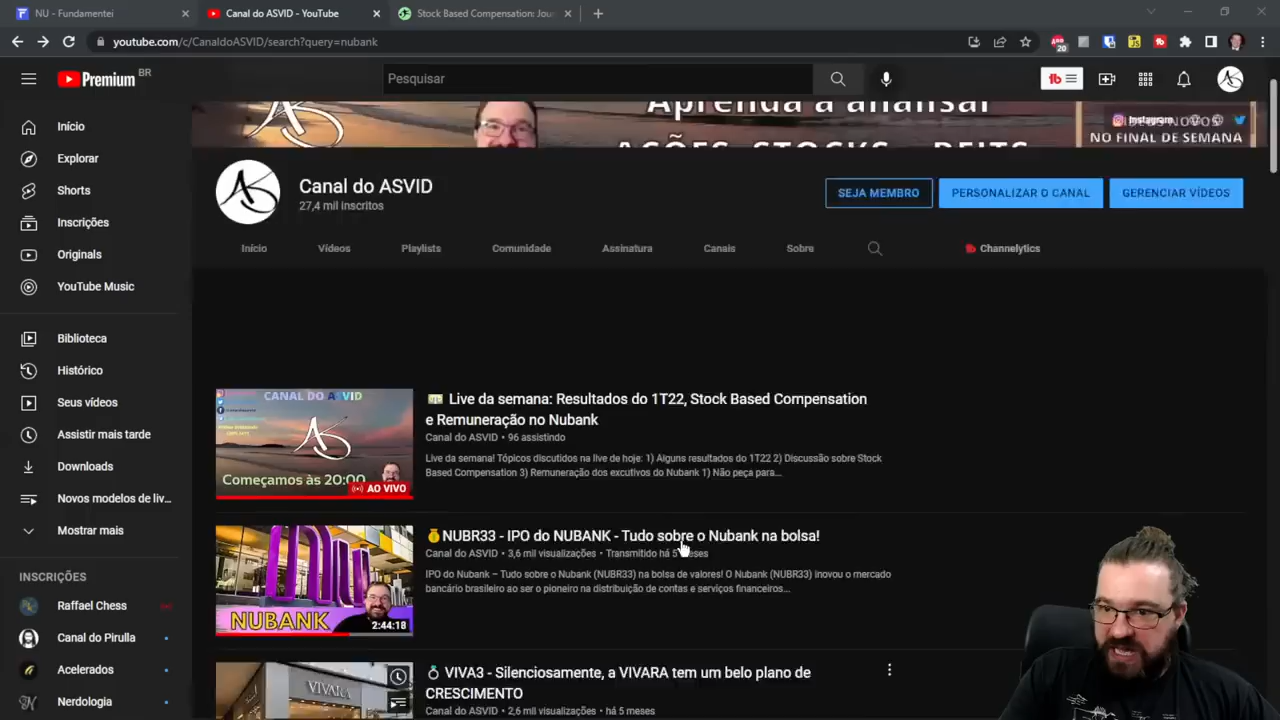 NU - Fundamentei
Canal do ASVID - YouTube
Stock Based Compensation: Jou
youtube.com/c/CanaldoASVID/search?query=nubank
20
Premium BR
Pesquisar
Aprenda a analisar
AÇÕES, STOCKS, REITS
Instagram
NO FINAL DE SEMANA
Início
Explorar
Shorts
Inscrições
Originals
YouTube Music
Biblioteca
Histórico
Seus vídeos
Assistir mais tarde
Downloads
Novos modelos de liv...
Mostrar mais
INSCRIÇÕES
Raffael Chess
Canal do Pirulla
Acelerados
Nerdologia
Canal do ASVID
27,4 mil inscritos
SEJA MEMBRO
PERSONALIZAR O CANAL
GERENCIAR VÍDEOS
Início
Vídeos
Playlists
Comunidade
Assinatura
Canais
Sobre
Channelytics
CANAL DO ASVID
Começamos às 20:00
AO VIVO
Live da semana: Resultados do 1T22, Stock Based Compensation
e Remuneração no Nubank
Canal do ASVID • 96 assistindo
Live da semana! Tópicos discutidos na live de hoje: 1) Alguns resultados do 1T22 2) Discussão sobre Stock
Based Compensation 3) Remuneração dos excutivos do Nubank 1) Não peça para...
NUBANK
2:44:18
NUBR33 - IPO do NUBANK - Tudo sobre o Nubank na bolsa!
Canal do ASVID • 3,6 mil visualizações • Transmitido há 5 meses
IPO do Nubank – Tudo sobre o Nubank (NUBR33) na bolsa de valores! O Nubank (NUBR33) inovou o mercado
bancário brasileiro ao ser o pioneiro na distribuição de contas e serviços financeiros...
VIVARA
VIVA3 - Silenciosamente, a VIVARA tem um belo plano de
CRESCIMENTO
Canal do ASVID • 2,6 mil visualizações • há 5 meses